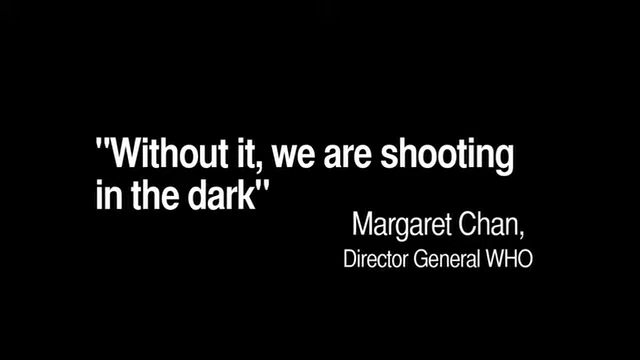 "Without it, we are shooting
in the dark"
Margaret Chan,
Director General WHO